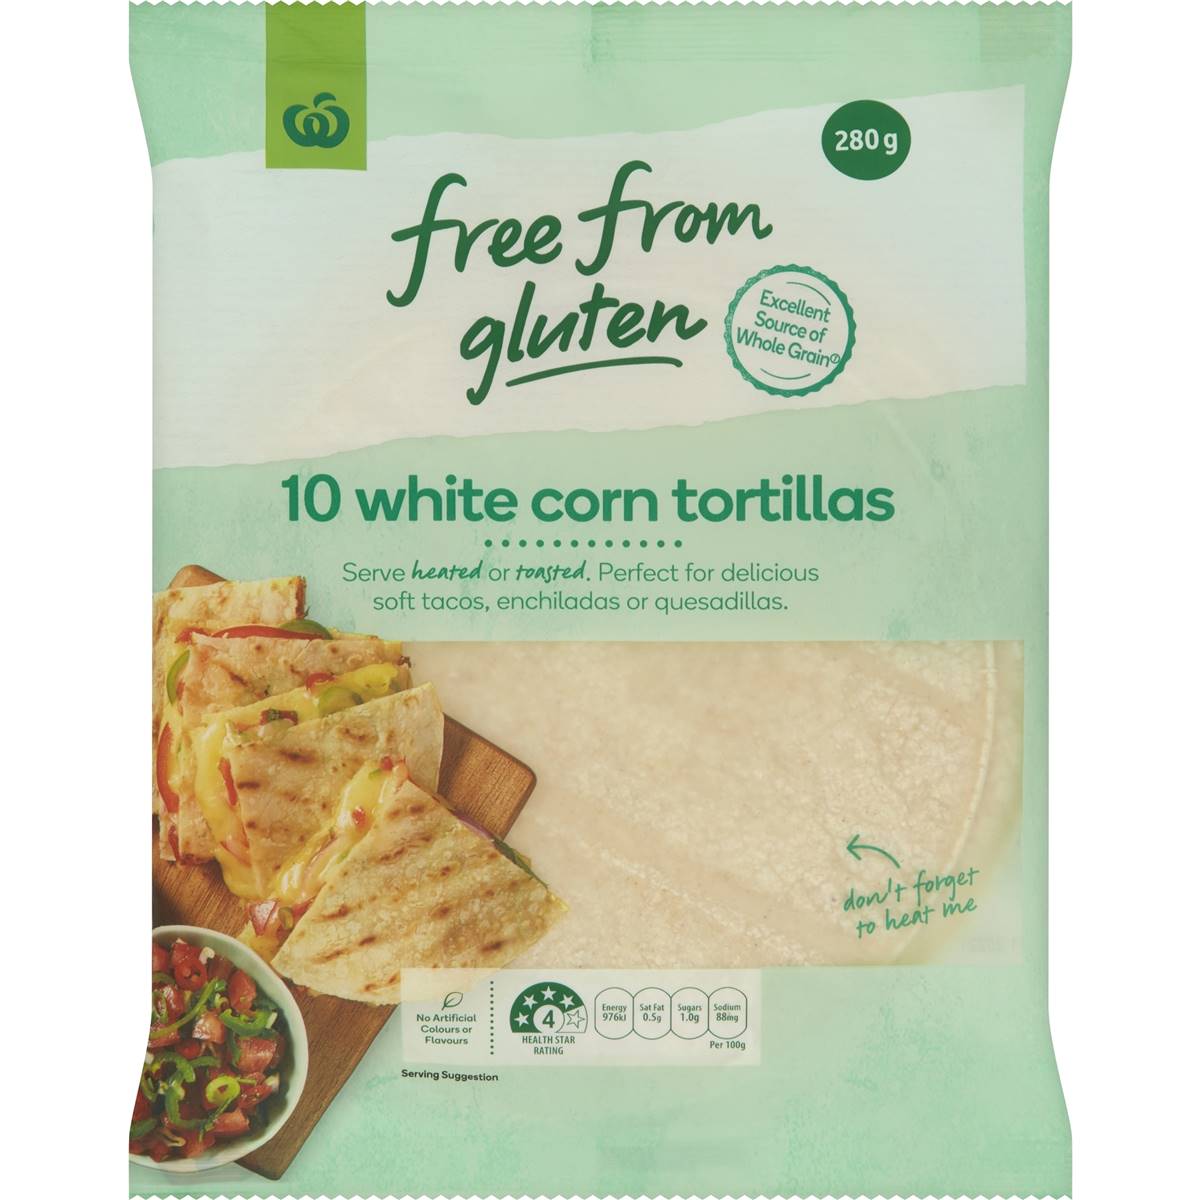 280g
free from
gluten
Excellent
Source of
Whole Grain
10 white corn tortillas
Serve heated or toasted. Perfect for delicious
soft tacos, enchiladas or quesadillas.
don't forget
to heat me
No Artificial
Colours or
Flavours
4
HEALTH STAR
RATING
Energy
976kJ
Sat Fat
0.5g
Sugars
1.0g
Sodium
88mg
Per 100g
Serving Suggestion